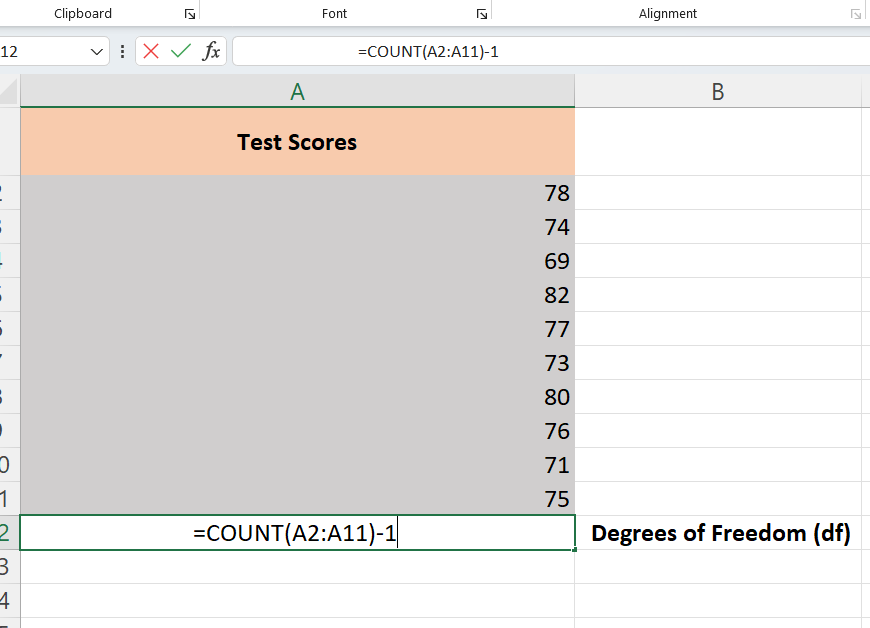 Clipboard Font Alignment
12 fx =COUNT(A2:A11)-1
A B
Test Scores
78
74
69
82
77
73
80
76
71
75
=COUNT(A2:A11)-1 Degrees of Freedom (df)